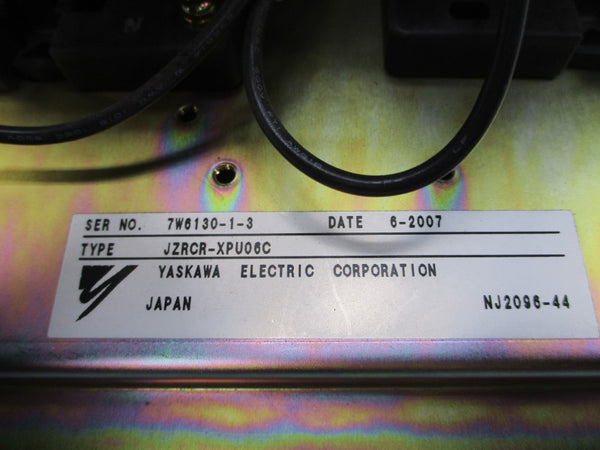 N
SER NO. 7W6130-1-3 DATE 6-2007
TYPE JZRCR-XPU06C
YASKAWA ELECTRIC CORPORATION
JAPAN NJ2096-44